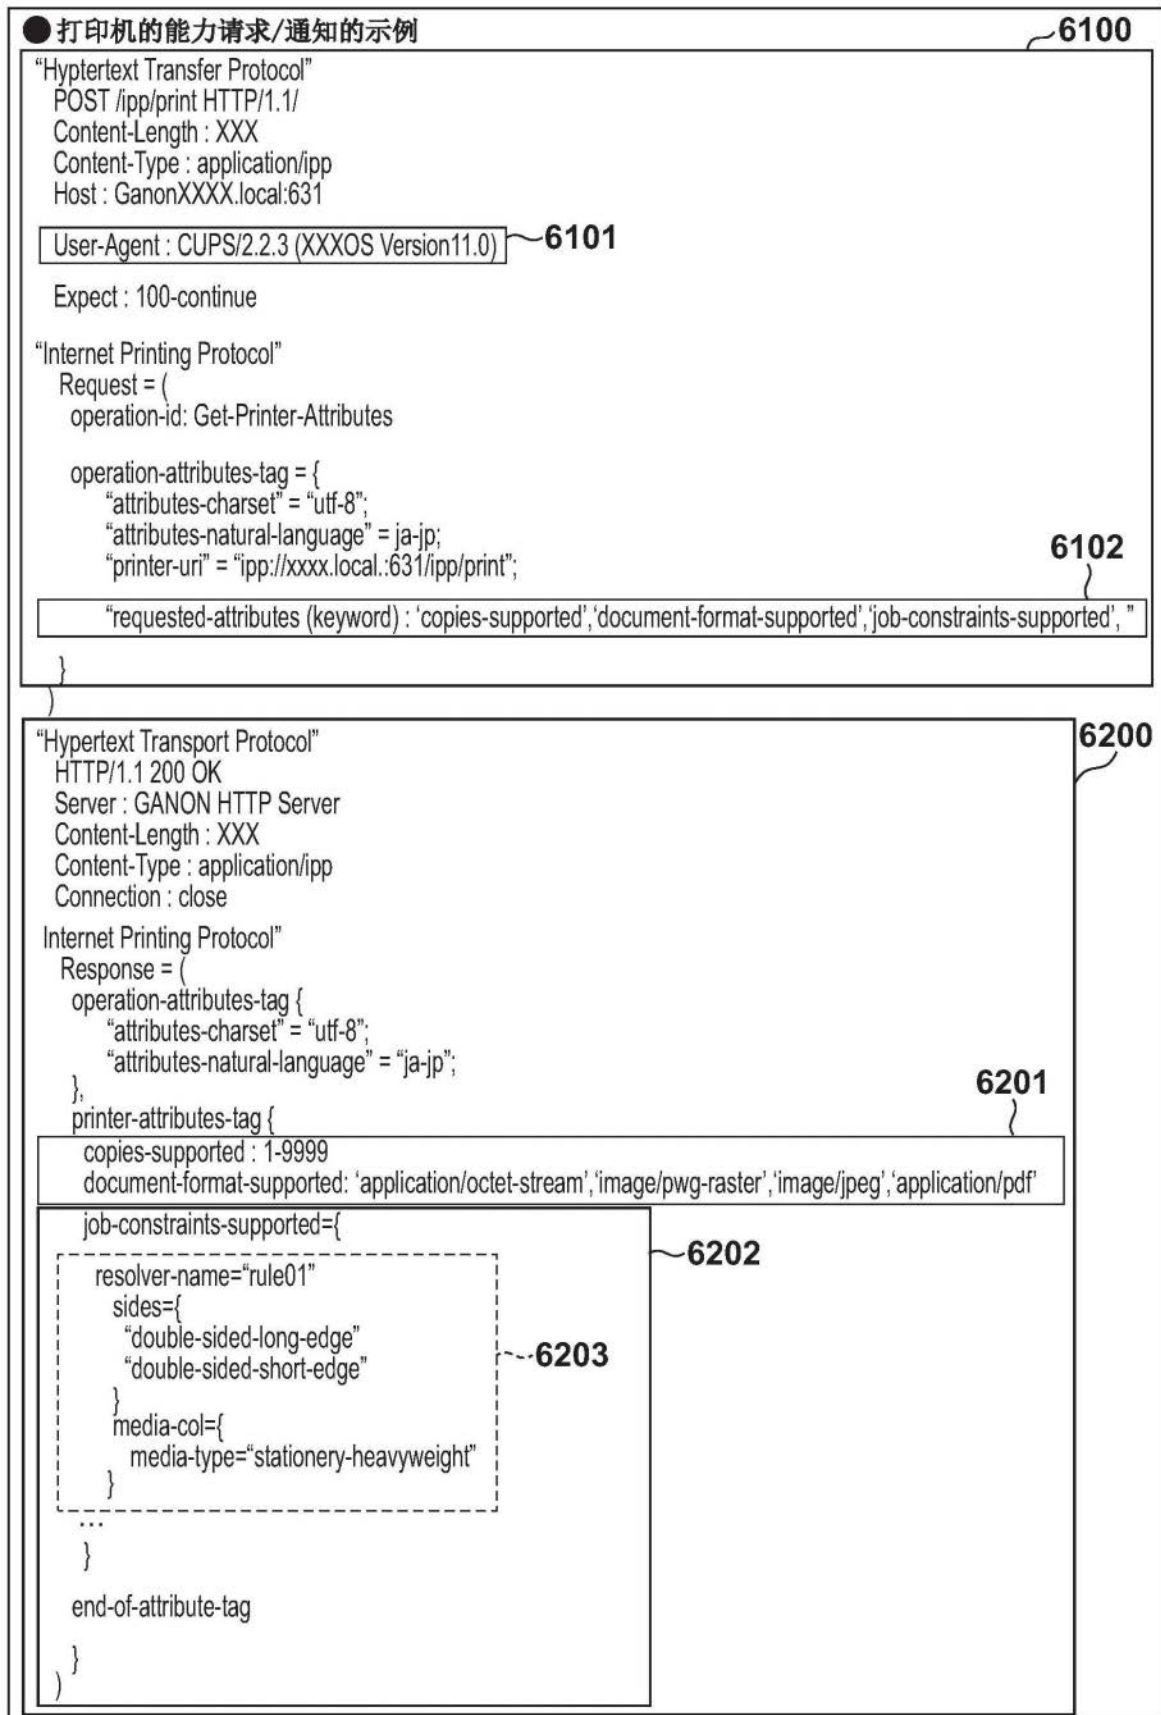 ●打印机的能力请求/通知的示例
6100
“Hyptertext Transfer Protocol”
POST /ipp/print HTTP/1.1/
Content-Length : XXX
Content-Type : application/ipp
Host : GanonXXXX.local:631
User-Agent : CUPS/2.2.3 (XXXOS Version11.0)
6101
Expect : 100-continue
“Internet Printing Protocol”
Request = (
operation-id: Get-Printer-Attributes
operation-attributes-tag = {
“attributes-charset” = “utf-8”;
“attributes-natural-language” = ja-jp;
“printer-uri” = “ipp://xxxx.local.:631/ipp/print”;
6102
“requested-attributes (keyword) : ‘copies-supported’,‘document-format-supported’,‘job-constraints-supported’, ”
}
6200
“Hypertext Transport Protocol”
HTTP/1.1 200 OK
Server : GANON HTTP Server
Content-Length : XXX
Content-Type : application/ipp
Connection : close
Internet Printing Protocol”
Response = (
operation-attributes-tag {
“attributes-charset” = “utf-8”;
“attributes-natural-language” = “ja-jp”;
},
6201
printer-attributes-tag {
copies-supported : 1-9999
document-format-supported: ‘application/octet-stream’,‘image/pwg-raster’,‘image/jpeg’,‘application/pdf’
job-constraints-supported={
6202
resolver-name=“rule01”
sides={
“double-sided-long-edge”
“double-sided-short-edge”
6203
}
media-col={
media-type=“stationery-heavyweight”
}
...
}
end-of-attribute-tag
}
)